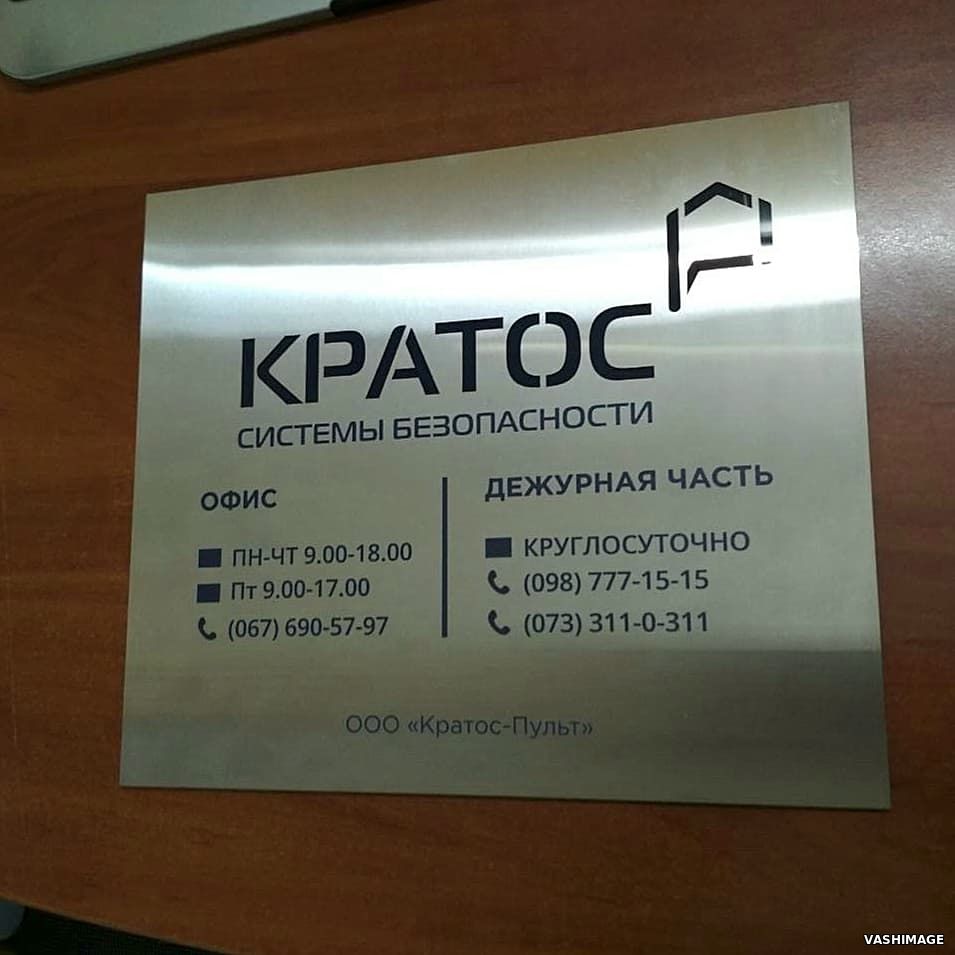 КРАТОС
СИСТЕМЫ БЕЗОПАСНОСТИ
ОФИС
ПН-ЧТ 9.00-18.00
Пт 9.00-17.00
(067) 690-57-97
ДЕЖУРНАЯ ЧАСТЬ
КРУГЛОСУТОЧНО
(098) 777-15-15
(073) 311-0-311
ООО «Кратос-Пульт»
VASHIMAGE